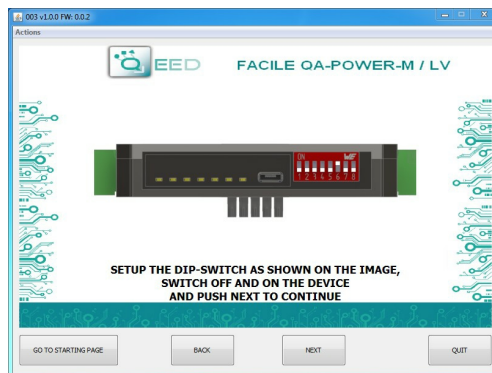 003 v1.0.0 FW: 0.0.2
Actions
QEED
FACILE QA-POWER-M / LV
ON
1 2 3 4 5 6 7 8
SETUP THE DIP-SWITCH AS SHOWN ON THE IMAGE,
SWITCH OFF AND ON THE DEVICE
AND PUSH NEXT TO CONTINUE
GO TO STARTING PAGE
BACK
NEXT
QUIT